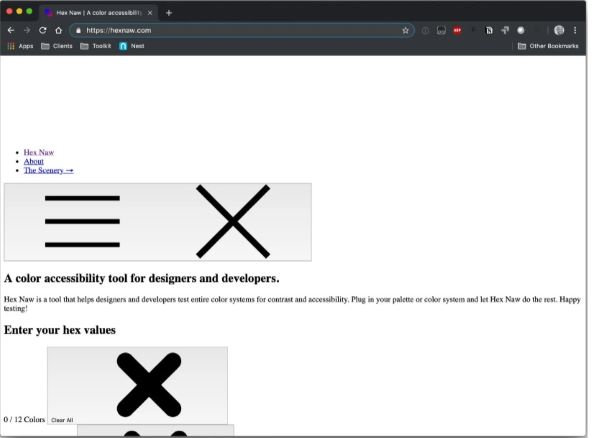 Hex Naw | A color accessibility
https://hexnaw.com
Apps Clients Toolkit Nest Other Bookmarks
Hex Naw
About
The Scenery →
A color accessibility tool for designers and developers.
Hex Naw is a tool that helps designers and developers test entire color systems for contrast and accessibility. Plug in your palette or color system and let Hex Naw do the rest. Happy
testing!
Enter your hex values
0 / 12 Colors Clear All